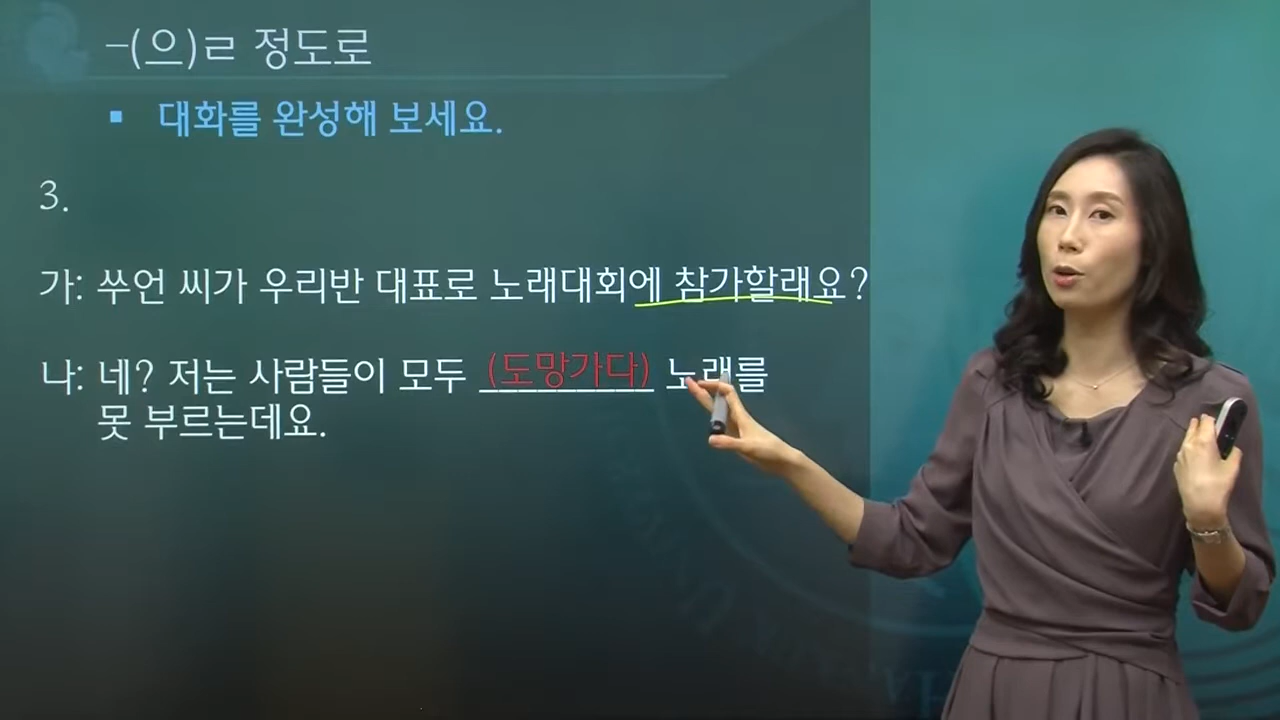 -(으)ㄹ 정도로
▪ 대화를 완성해 보세요.
3.
가: 쑤언 씨가 우리반 대표로 노래대회에 참가할래요?
나: 네? 저는 사람들이 모두 (도망가다) 노래를
못 부르는데요.